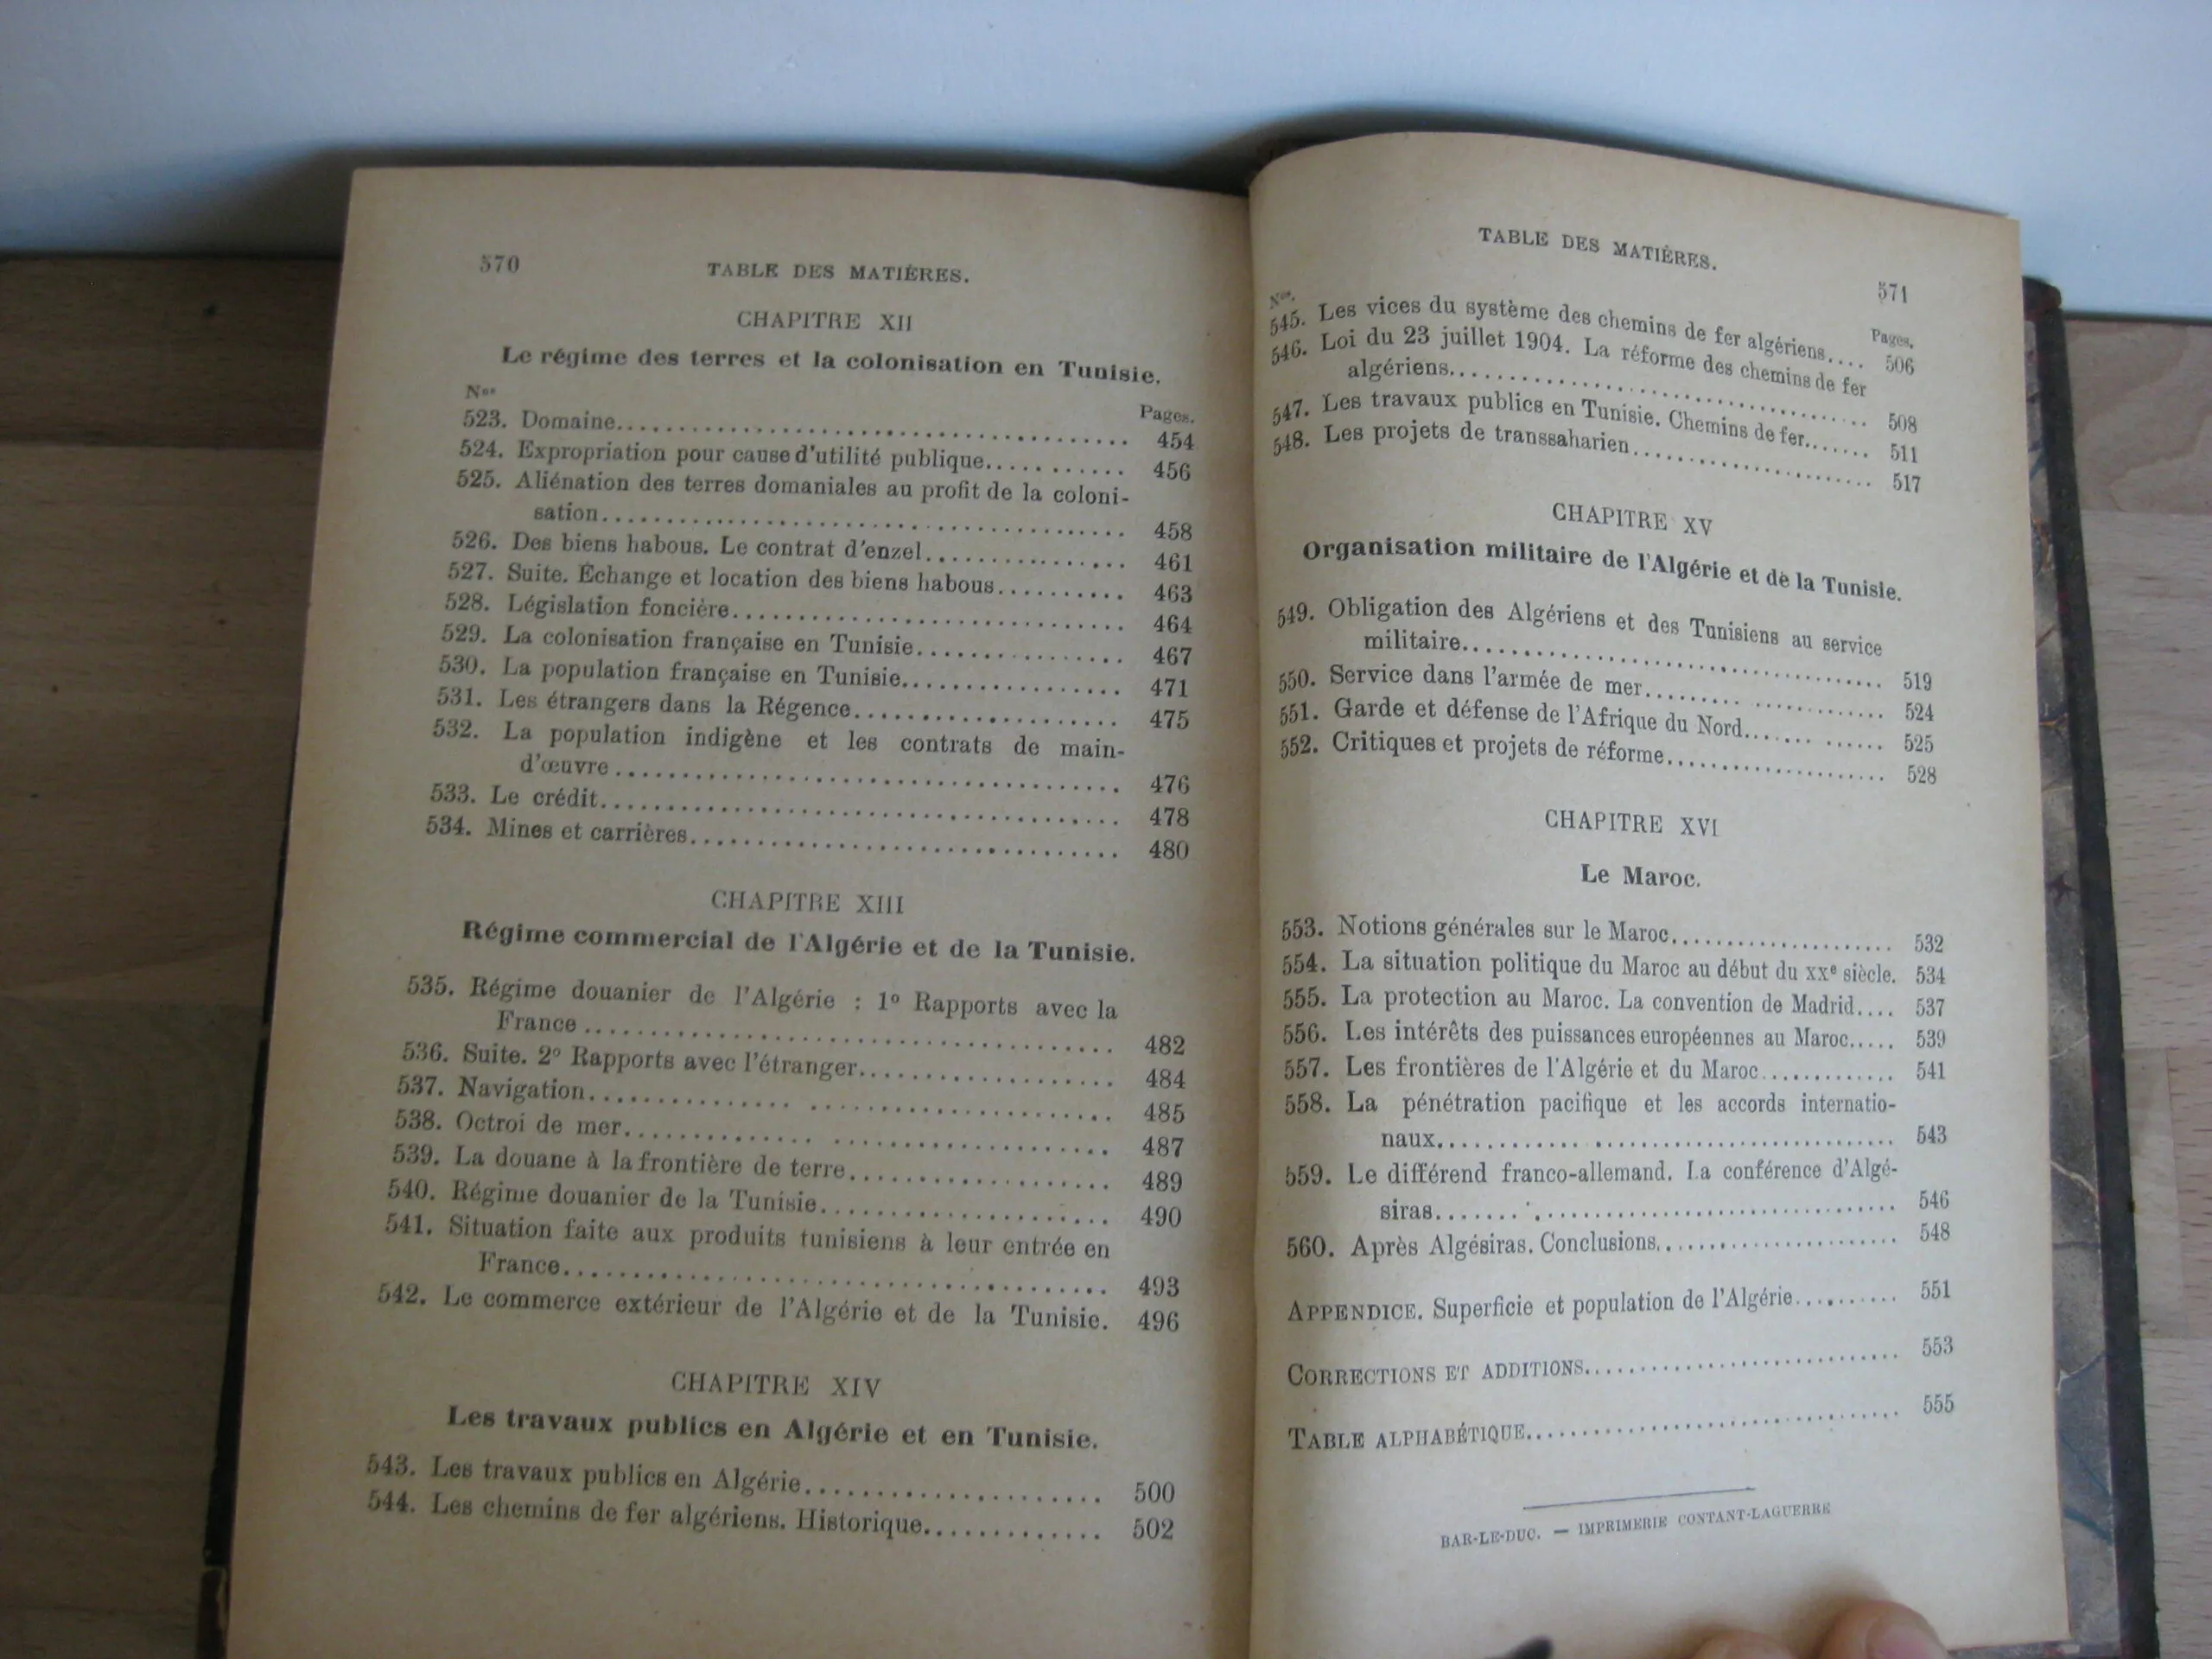 570 TABLE DES MATIÈRES.
CHAPITRE XII
Le régime des terres et la colonisation en Tunisie.
Nos Pages.
523. Domaine........................................ 454
524. Expropriation pour cause d'utilité publique........... 456
525. Aliénation des terres domaniales au profit de la coloni-
sation........................................ 458
526. Des biens habous. Le contrat d'enzel................ 461
527. Suite. Échange et location des biens habous.......... 463
528. Législation foncière............................... 464
529. La colonisation française en Tunisie................ 467
530. La population française en Tunisie................. 471
531. Les étrangers dans la Régence..................... 475
532. La population indigène et les contrats de main-
d'œuvre ....................................... 476
533. Le crédit........................................ 478
534. Mines et carrières................................. 480
CHAPITRE XIII
Régime commercial de l'Algérie et de la Tunisie.
535. Régime douanier de l'Algérie : 1o Rapports avec la
France ......................................... 482
536. Suite. 2o Rapports avec l'étranger.................... 484
537. Navigation........................................ 485
538. Octroi de mer..................................... 487
539. La douane à la frontière de terre.................... 489
540. Régime douanier de la Tunisie...................... 490
541. Situation faite aux produits tunisiens à leur entrée en
France.......................................... 493
542. Le commerce extérieur de l'Algérie et de la Tunisie. 496
CHAPITRE XIV
Les travaux publics en Algérie et en Tunisie.
543. Les travaux publics en Algérie...................... 500
544. Les chemins de fer algériens. Historique............. 502
TABLE DES MATIÈRES. 571
Nos. Pages.
545. Les vices du système des chemins de fer algériens.... 506
546. Loi du 23 juillet 1904. La réforme des chemins de fer
algériens.................................. 508
547. Les travaux publics en Tunisie. Chemins de fer...... 511
548. Les projets de transsaharien................... 517
CHAPITRE XV
Organisation militaire de l'Algérie et de la Tunisie.
549. Obligation des Algériens et des Tunisiens au service
militaire................................. 519
550. Service dans l'armée de mer................... 524
551. Garde et défense de l'Afrique du Nord............. 525
552. Critiques et projets de réforme..................... 528
CHAPITRE XVI
Le Maroc.
553. Notions générales sur le Maroc..................... 532
554. La situation politique du Maroc au début du XXe siècle. 534
555. La protection au Maroc. La convention de Madrid.... 537
556. Les intérêts des puissances européennes au Maroc..... 539
557. Les frontières de l'Algérie et du Maroc............. 541
558. La pénétration pacifique et les accords internatio-
naux........................................ 543
559. Le différend franco-allemand. La conférence d'Algé-
siras........................................ 546
560. Après Algésiras. Conclusions....................... 548
APPENDICE. Superficie et population de l'Algérie.......... 551
CORRECTIONS ET ADDITIONS............................. 553
TABLE ALPHABÉTIQUE.................................. 555
BAR-LE-DUC. — IMPRIMERIE CONTANT-LAGUERRE